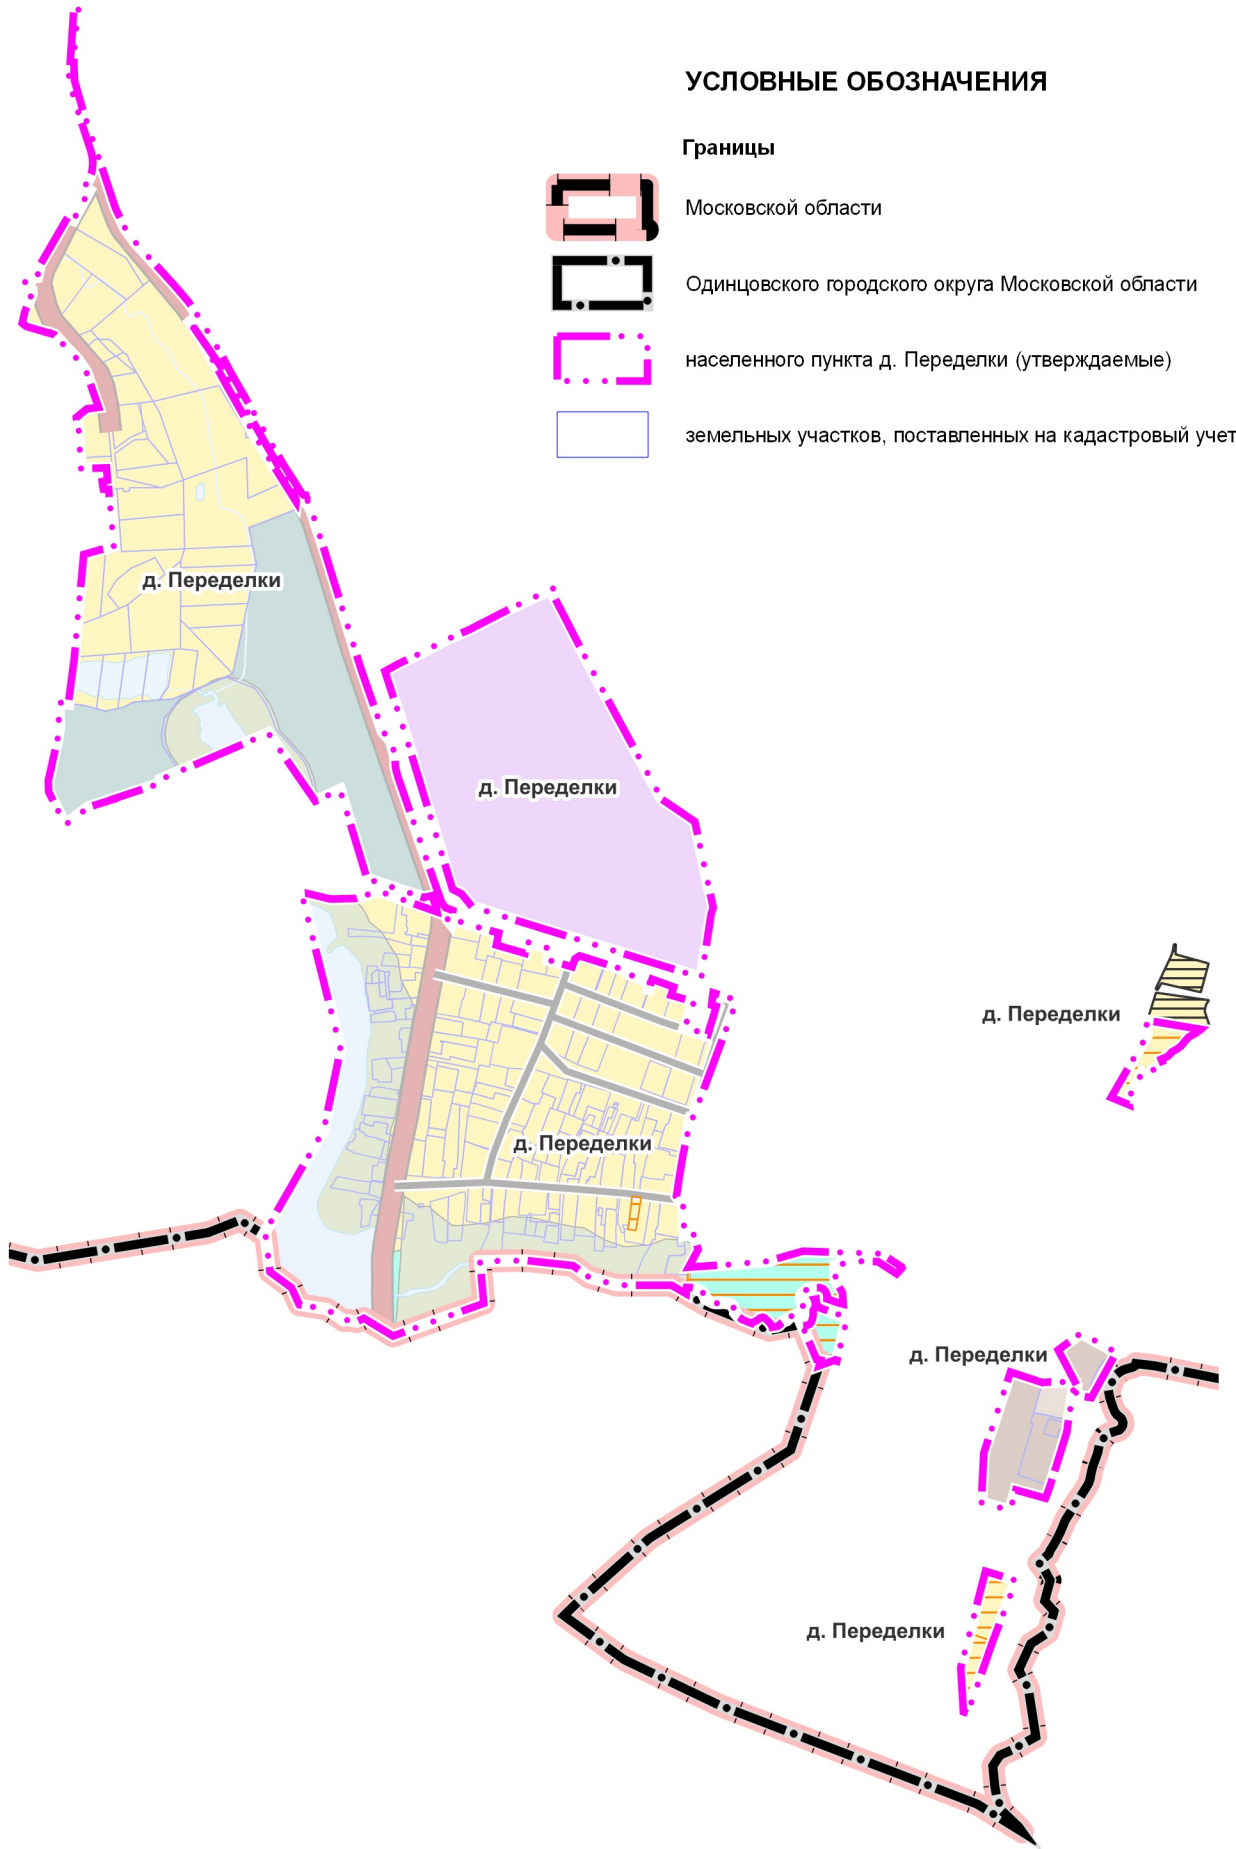 УСЛОВНЫЕ ОБОЗНАЧЕНИЯ
Границы
Московской области
Одинцовского городского округа Московской области
населенного пункта д. Переделки (утверждаемые)
земельных участков, поставленных на кадастровый учет
д. Переделки
д. Переделки
д. Переделки
д. Переделки
д. Переделки
д. Переделки